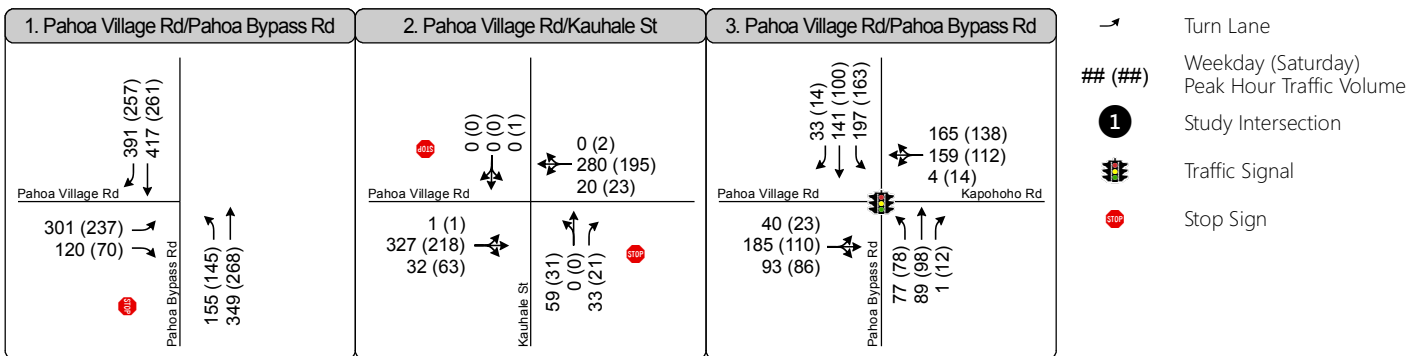 1. Pahoa Village Rd/Pahoa Bypass Rd
391 (257)
417 (261)
Pahoa Village Rd
301 (237)
120 (70)
STOP
Pahoa Bypass Rd
155 (145)
349 (268)
2. Pahoa Village Rd/Kauhale St
STOP
0 (0)
0 (0)
0 (1)
0 (2)
280 (195)
20 (23)
Pahoa Village Rd
1 (1)
327 (218)
32 (63)
Kauhale St
59 (31)
0 (0)
33 (21)
STOP
3. Pahoa Village Rd/Pahoa Bypass Rd
33 (14)
141 (100)
197 (163)
165 (138)
159 (112)
4 (14)
Pahoa Village Rd
Kapohoho Rd
40 (23)
185 (110)
93 (86)
Pahoa Bypass Rd
77 (78)
89 (98)
1 (12)
Turn Lane
## (##)
Weekday (Saturday)
Peak Hour Traffic Volume
1
Study Intersection
Traffic Signal
STOP
Stop Sign